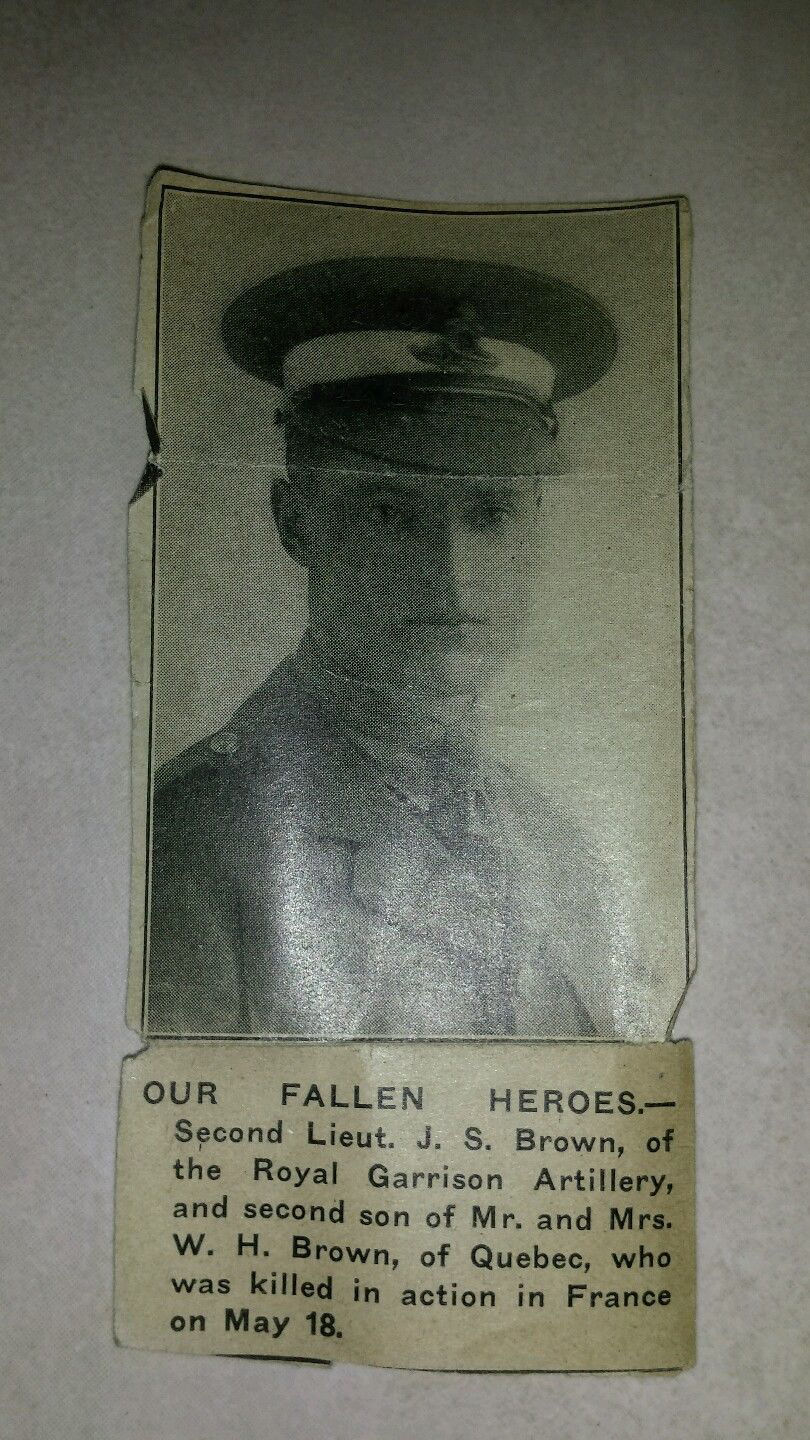 OUR FALLEN HEROES.—
Second Lieut. J. S. Brown, of
the Royal Garrison Artillery,
and second son of Mr. and Mrs.
W. H. Brown, of Quebec, who
was killed in action in France
on May 18.